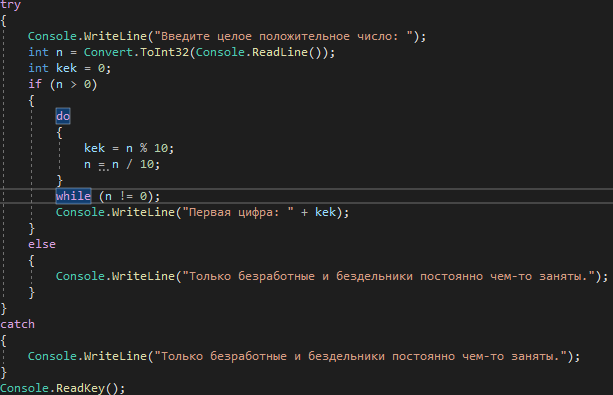 try
{
Console.WriteLine("Введите целое положительное число: ");
int n = Convert.ToInt32(Console.ReadLine());
int kek = 0;
if (n > 0)
{
do
{
kek = n % 10;
n = n / 10;
}
while (n != 0);
Console.WriteLine("Первая цифра: " + kek);
}
else
{
Console.WriteLine("Только безработные и бездельники постоянно чем-то заняты.");
}
}
catch
{
Console.WriteLine("Только безработные и бездельники постоянно чем-то заняты.");
}
Console.ReadKey();